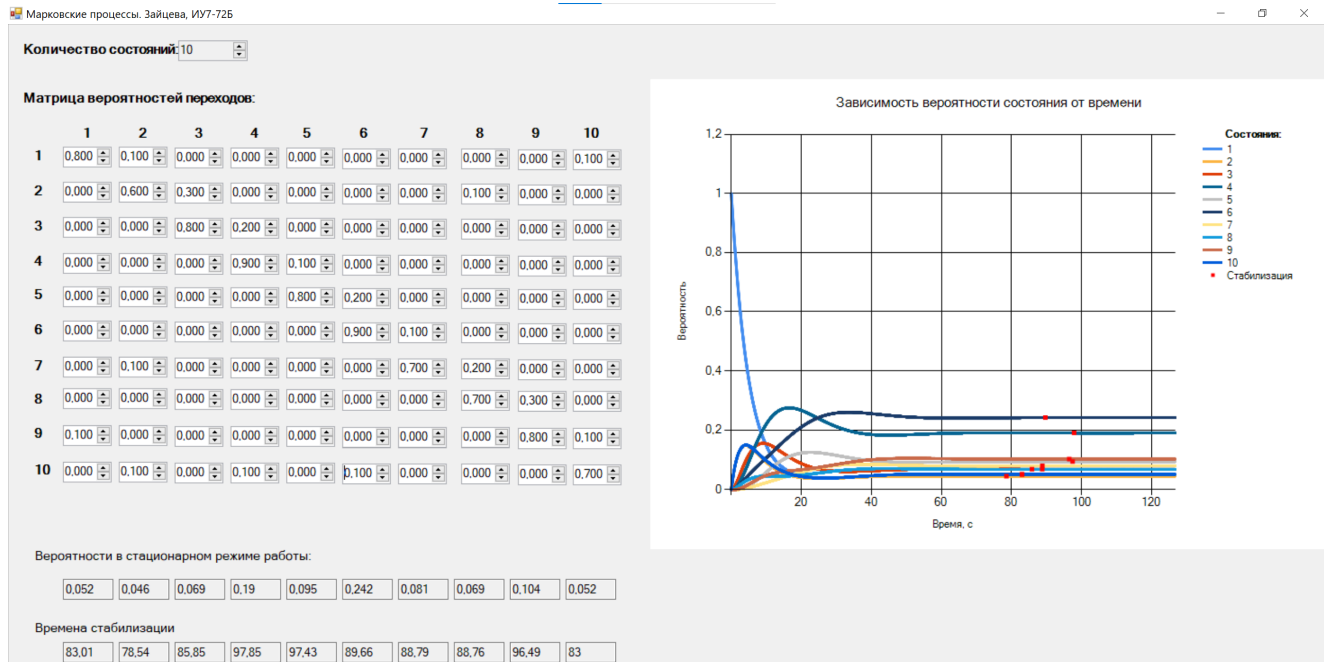 Марковские процессы. Зайцева, ИУ7-72Б
Количество состояний: 10
Матрица вероятностей переходов:
1 2 3 4 5 6 7 8 9 10
1 0,800 0,100 0,000 0,000 0,000 0,000 0,000 0,000 0,000 0,100
2 0,000 0,600 0,300 0,000 0,000 0,000 0,000 0,100 0,000 0,000
3 0,000 0,000 0,800 0,200 0,000 0,000 0,000 0,000 0,000 0,000
4 0,000 0,000 0,000 0,900 0,100 0,000 0,000 0,000 0,000 0,000
5 0,000 0,000 0,000 0,000 0,800 0,200 0,000 0,000 0,000 0,000
6 0,000 0,000 0,000 0,000 0,000 0,900 0,100 0,000 0,000 0,000
7 0,000 0,100 0,000 0,000 0,000 0,000 0,700 0,200 0,000 0,000
8 0,000 0,000 0,000 0,000 0,000 0,000 0,000 0,700 0,300 0,000
9 0,100 0,000 0,000 0,000 0,000 0,000 0,000 0,000 0,800 0,100
10 0,000 0,100 0,000 0,100 0,000 0,100 0,000 0,000 0,000 0,700
Вероятности в стационарном режиме работы:
0,052 0,046 0,069 0,19 0,095 0,242 0,081 0,069 0,104 0,052
Времена стабилизации
83,01 78,54 85,85 97,85 97,43 89,66 88,79 88,76 96,49 83
Зависимость вероятности состояния от времени
1,2
1
0,8
0,6
0,4
0,2
0
Вероятность
20 40 60 80 100 120
Время, с
Состояния:
1
2
3
4
5
6
7
8
9
10
Стабилизация